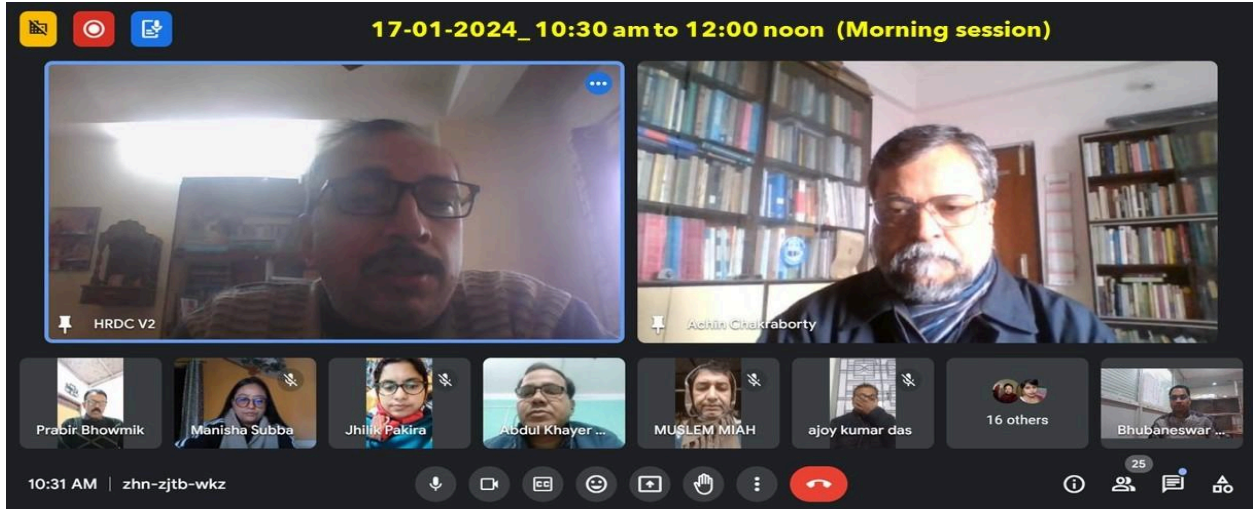 17-01-2024_ 10:30 am to 12:00 noon (Morning session)
HRDC V2
Achin Chakraborty
Prabir Bhowmik
Manisha Subba
Jhilik Pakira
Abdul Khayer ...
MUSLEM MIAH
ajoy kumar das
16 others
Bhubaneswar ...
10:31 AM | zhn-zjtb-wkz
CC
25